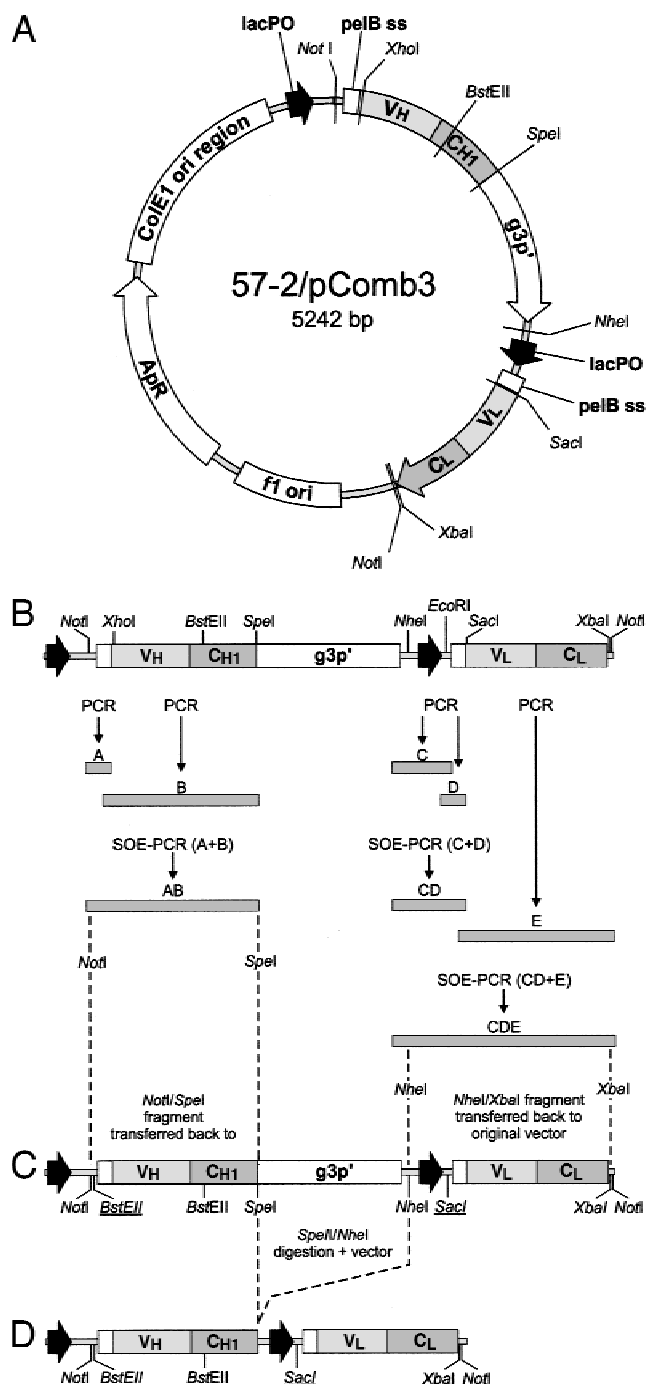 A
lacPO
pelB ss
Not I
XhoI
BstEII
SpeI
VH
CH1
g3p'
NheI
lacPO
pelB ss
SacI
VL
CL
XbaI
NotI
f1 ori
ApR
ColE1 ori region
57-2/pComb3
5242 bp
B
NotI XhoI BstEII SpeI NheI EcoRI SacI XbaI NotI
VH CH1 g3p' VL CL
PCR PCR PCR PCR
A C
B D
SOE-PCR (A+B) SOE-PCR (C+D)
AB CD
E
NotI SpeI
SOE-PCR (CD+E)
CDE
NheI XbaI
NotI/SpeI
fragment
transferred back to
NheI/XbaI fragment
transferred back to
original vector
C
VH CH1 g3p' VL CL
NotI BstEII BstEII SpeI NheI SacI XbaI NotI
SpeI/NheI
digestion + vector
D
VH CH1 VL CL
NotI BstEII BstEII SacI XbaI NotI